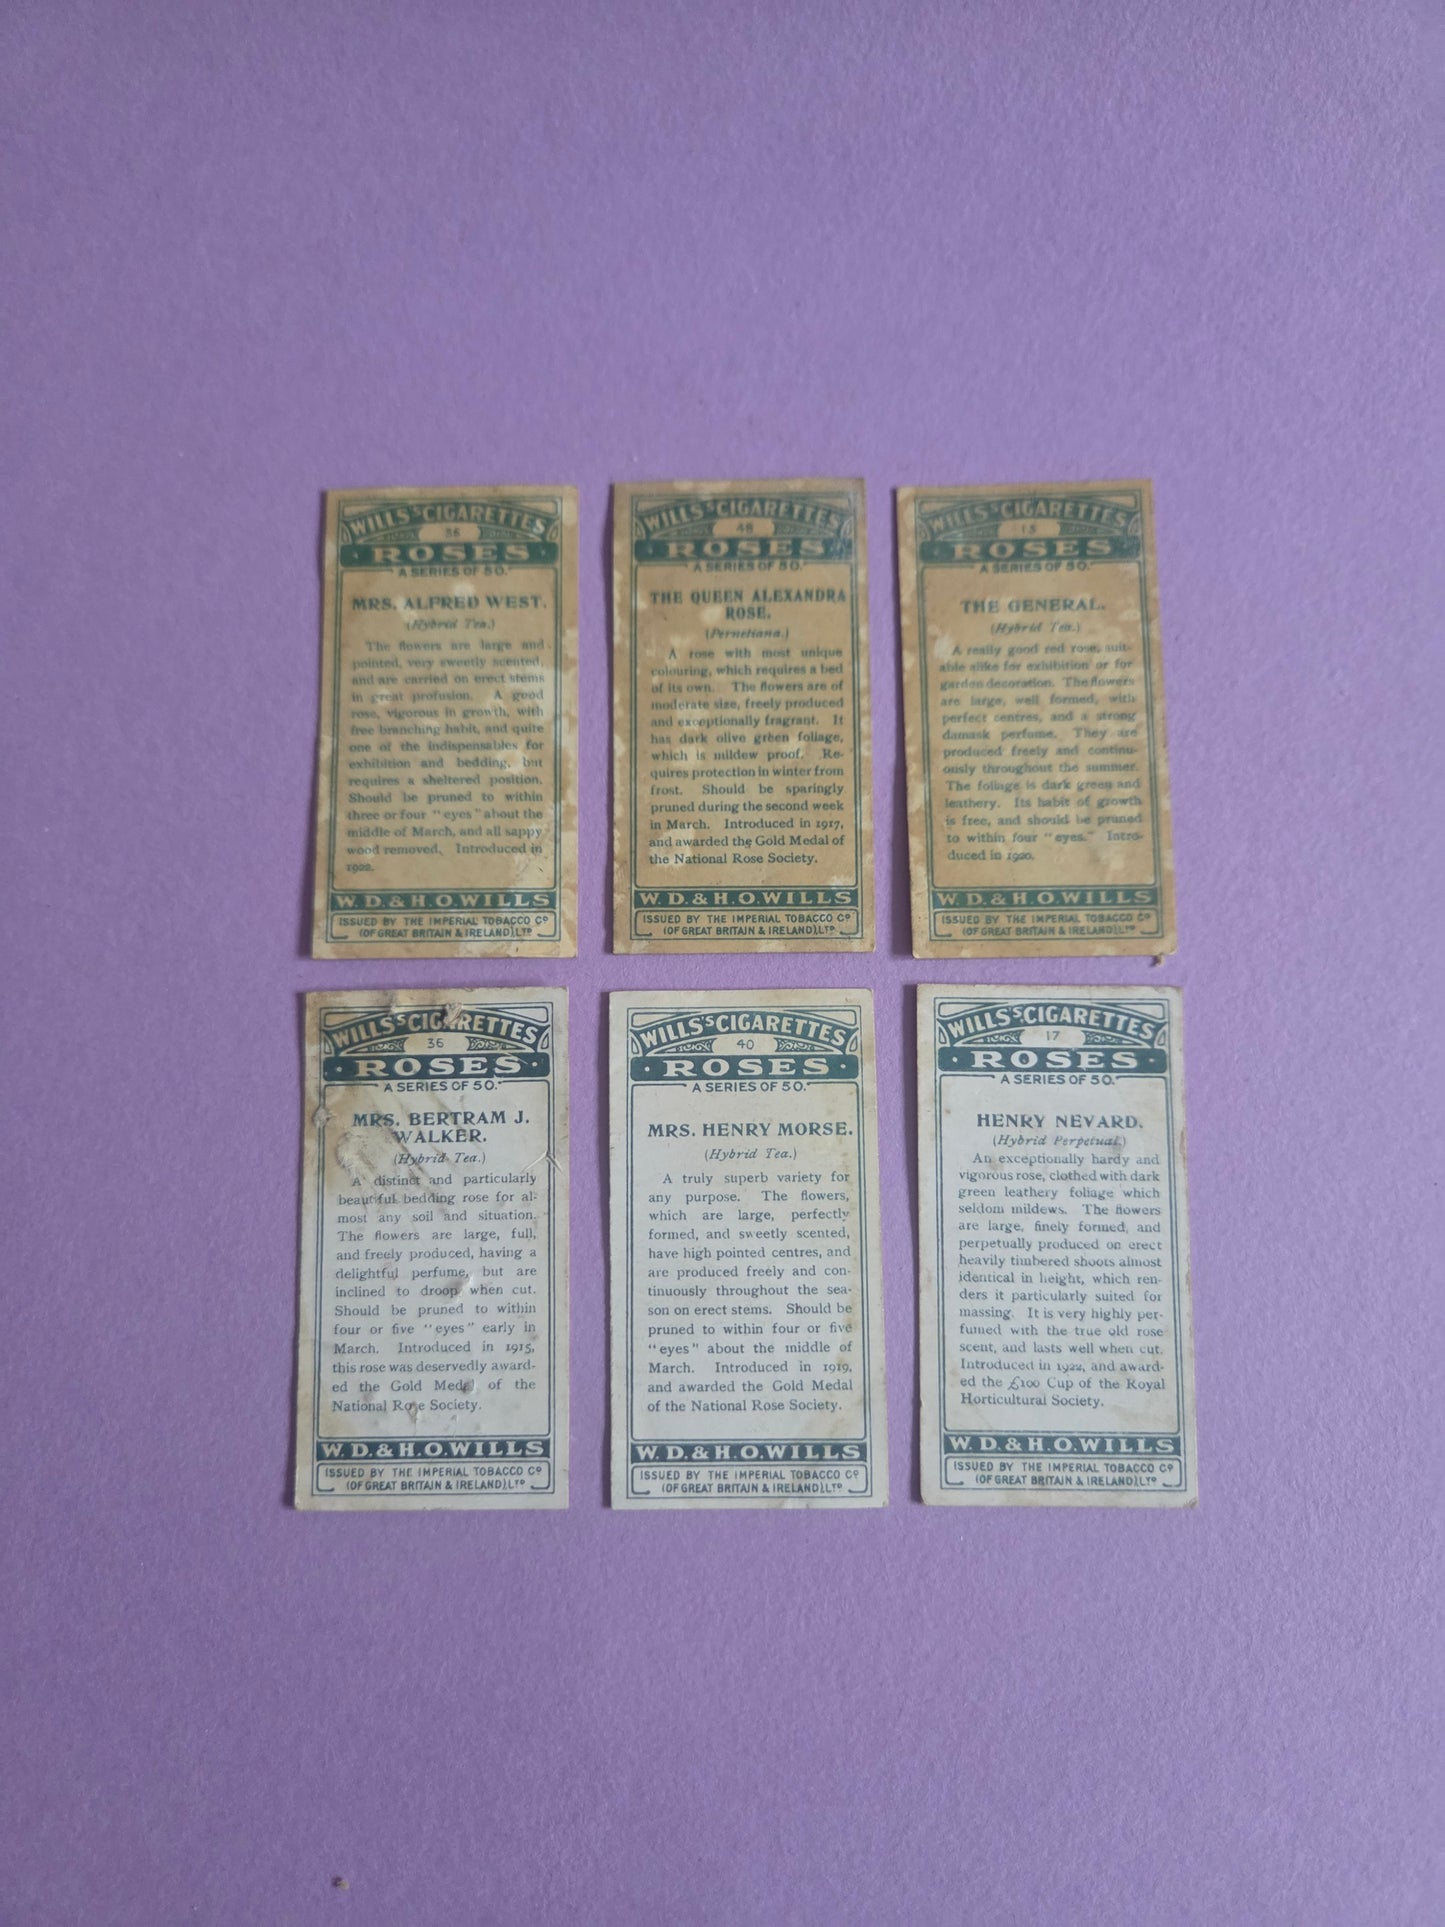 WILLS'S CIGARETTES
36
ROSES
A SERIES OF 50.
MRS. ALFRED WEST.
(Hybrid Tea.)
The flowers are large and
pointed, very sweetly scented,
and are carried on erect stems
in great profusion. A good
rose, vigorous in growth, with
free branching habit, and quite
one of the indispensables for
exhibition and bedding, but
requires a sheltered position.
Should be pruned to within
three or four "eyes" about the
middle of March, and all sappy
wood removed. Introduced in
1922.
W.D. & H.O. WILLS
ISSUED BY THE IMPERIAL TOBACCO Cº
(OF GREAT BRITAIN & IRELAND), LTD
WILLS'S CIGARETTES
48
ROSES
A SERIES OF 50.
THE QUEEN ALEXANDRA
ROSE.
(Pernetiana.)
A rose with most unique
colouring, which requires a bed
of its own. The flowers are of
moderate size, freely produced
and exceptionally fragrant. It
has dark olive green foliage,
which is mildew proof. Re-
quires protection in winter from
frost. Should be sparingly
pruned during the second week
in March. Introduced in 1917,
and awarded the Gold Medal of
the National Rose Society.
W.D. & H.O. WILLS
ISSUED BY THE IMPERIAL TOBACCO Cº
(OF GREAT BRITAIN & IRELAND), LTD
WILLS'S CIGARETTES
ROSES
A SERIES OF 50.
THE GENERAL.
(Hybrid Tea.)
A really good red rose, suit-
able alike for exhibition or for
garden decoration. The flowers
are large, well formed, with
perfect centres, and a strong
damask perfume. They are
produced freely and continu-
ously throughout the summer.
The foliage is dark green and
leathery. Its habit of growth
is free, and should be pruned
to within four "eyes." Intro-
duced in 1920.
W.D. & H.O. WILLS
ISSUED BY THE IMPERIAL TOBACCO Cº
(OF GREAT BRITAIN & IRELAND), LTD
WILLS'S CIGARETTES
36
ROSES
A SERIES OF 50.
MRS. BERTRAM J.
WALKER.
(Hybrid Tea.)
A distinct and particularly
beautiful bedding rose for al-
most any soil and situation.
The flowers are large, full,
and freely produced, having a
delightful perfume, but are
inclined to droop when cut.
Should be pruned to within
four or five "eyes" early in
March. Introduced in 1915,
this rose was deservedly award-
ed the Gold Medal of the
National Rose Society.
W.D. & H.O. WILLS
ISSUED BY THE IMPERIAL TOBACCO Cº
(OF GREAT BRITAIN & IRELAND), LTD
WILLS'S CIGARETTES
40
ROSES
A SERIES OF 50.
MRS. HENRY MORSE.
(Hybrid Tea.)
A truly superb variety for
any purpose. The flowers,
which are large, perfectly
formed, and sweetly scented,
have high pointed centres, and
are produced freely and con-
tinuously throughout the sea-
son on erect stems. Should be
pruned to within four or five
"eyes" about the middle of
March. Introduced in 1919,
and awarded the Gold Medal
of the National Rose Society.
W.D. & H.O. WILLS
ISSUED BY THE IMPERIAL TOBACCO Cº
(OF GREAT BRITAIN & IRELAND), LTD
WILLS'S CIGARETTES
17
ROSES
A SERIES OF 50.
HENRY NEVARD.
(Hybrid Perpetual.)
An exceptionally hardy and
vigorous rose, clothed with dark
green leathery foliage which
seldom mildews. The flowers
are large, finely formed, and
perpetually produced on erect
heavily timbered shoots almost
identical in height, which ren-
ders it particularly suited for
massing. It is very highly per-
fumed with the true old rose
scent, and lasts well when cut.
Introduced in 1922, and award-
ed the £100 Cup of the Royal
Horticultural Society.
W.D. & H.O. WILLS
ISSUED BY THE IMPERIAL TOBACCO Cº
(OF GREAT BRITAIN & IRELAND), LTD